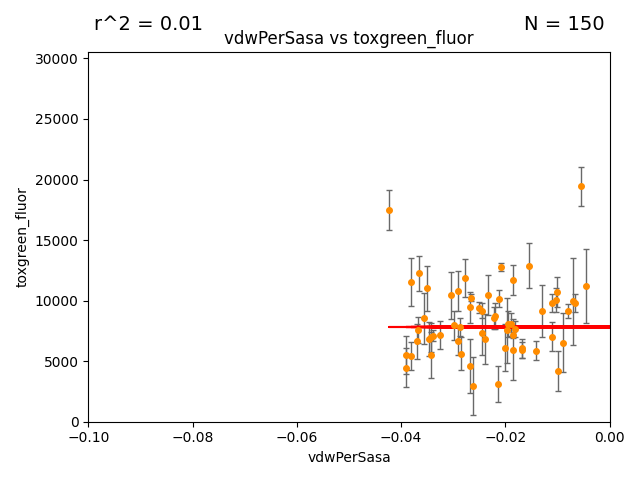 r^2 = 0.01 N = 150
vdwPerSasa vs toxgreen_fluor
30000
25000
20000
15000
10000
5000
0
toxgreen_fluor
−0.10 −0.08 −0.06 −0.04 −0.02 0.00
vdwPerSasa